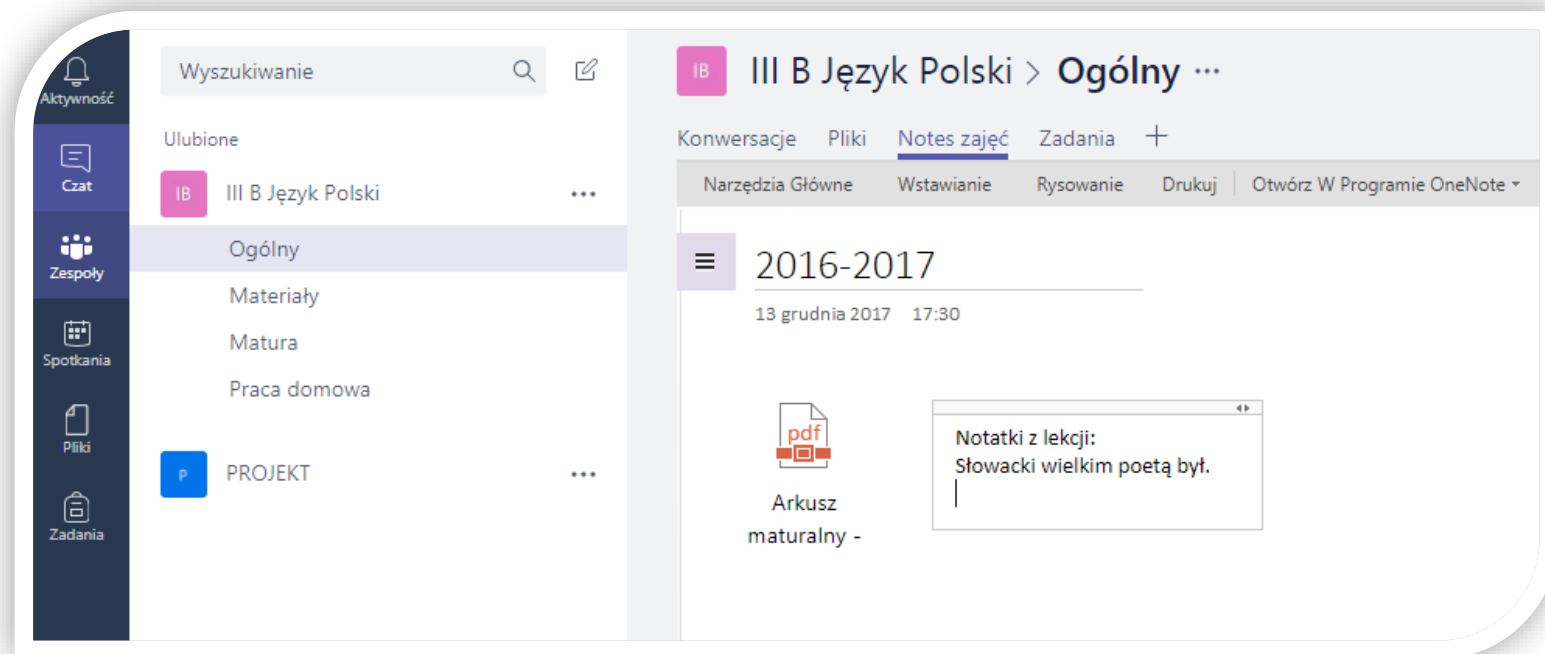 Aktywność
Czat
Zespoły
Spotkania
Pliki
Zadania
Wyszukiwanie
Ulubione
IB III B Język Polski
Ogólny
Materiały
Matura
Praca domowa
P PROJEKT
IB III B Język Polski > Ogólny
Konwersacje Pliki Notes zajęć Zadania
Narzędzia Główne Wstawianie Rysowanie Drukuj Otwórz W Programie OneNote
2016-2017
13 grudnia 2017 17:30
pdf
Arkusz
maturalny -
Notatki z lekcji:
Słowacki wielkim poetą był.